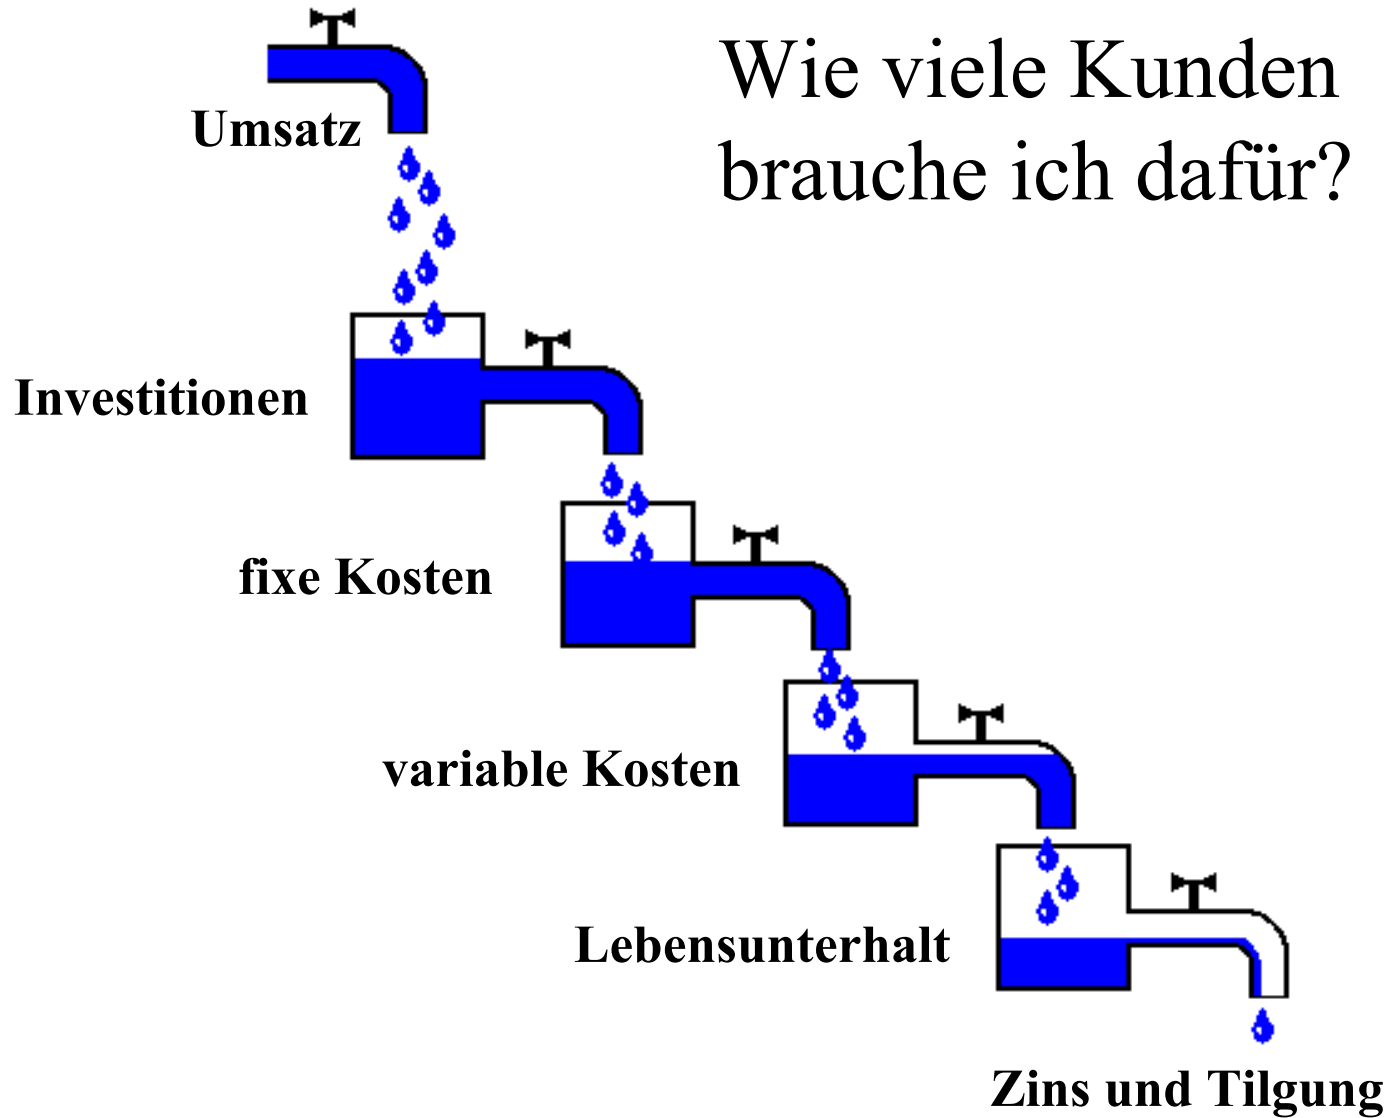 Wie viele Kunden
brauche ich dafür?
Umsatz
Investitionen
fixe Kosten
variable Kosten
Lebensunterhalt
Zins und Tilgung